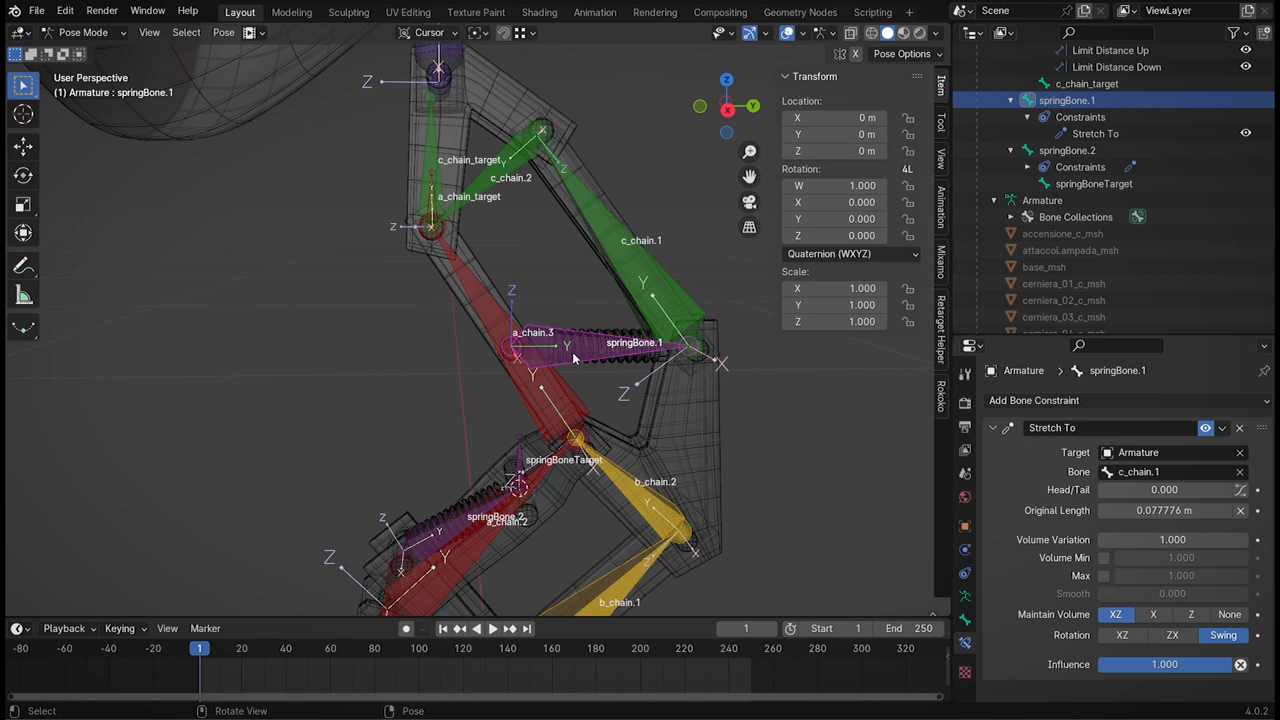 File Edit Render Window Help Layout Modeling Sculpting UV Editing Texture Paint Shading Animation Rendering Compositing Geometry Nodes Scripting + Scene ViewLayer
Pose Mode View Select Pose Cursor
X Pose Options
User Perspective
(1) Armature : springBone.1
Z
c_chain_target
c_chain.2
a_chain_target
z
X
Y
z
c_chain.1
Y
Z
a_chain.3
Y
springBone.1
X
X
Z
Y
springBoneTarget
X
b_chain.2
Y
Z
z
springBone.2
a_chain.2
Y
X
Y
Z
X
z
b_chain.1
Z
Y
X
Transform
Location:
X 0 m
Y 0 m
Z 0 m
Rotation: 4L
W 1.000
X 0.000
Y 0.000
Z 0.000
Quaternion (WXYZ)
Scale:
X 1.000
Y 1.000
Z 1.000
Item
Tool
View
Animation
Mixamo
Retarget Helper
Rokoko
Limit Distance Up
Limit Distance Down
c_chain_target
springBone.1
Constraints
Stretch To
springBone.2
Constraints
springBoneTarget
Armature
Bone Collections
accensione_c_msh
attaccoLampada_msh
base_msh
cerniera_01_c_msh
cerniera_02_c_msh
cerniera_03_c_msh
Armature > springBone.1
Add Bone Constraint
Stretch To
Target Armature
Bone c_chain.1
Head/Tail 0.000
Original Length 0.077776 m
Volume Variation 1.000
Volume Min 1.000
Max 1.000
Smooth 0.000
Maintain Volume XZ X Z None
Rotation XZ ZX Swing
Influence 1.000
Playback Keying View Marker 1 Start 1 End 250
-80 -60 -40 -20 1 20 40 60 80 100 120 140 160 180 200 220 240 260 280 300 320
Select Rotate View Pose 4.0.2